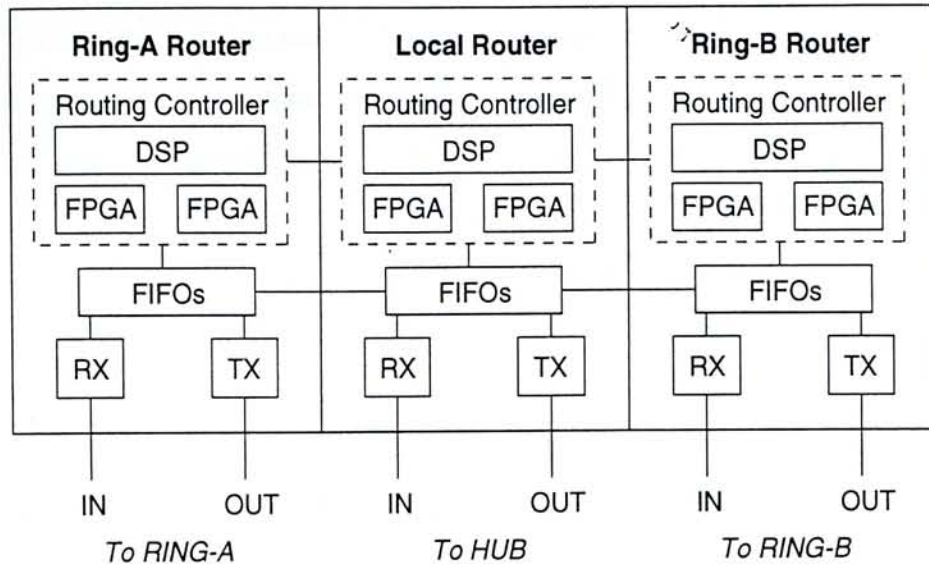 Ring-A Router Local Router Ring-B Router
Routing Controller Routing Controller Routing Controller
DSP DSP DSP
FPGA FPGA FPGA FPGA FPGA FPGA
FIFOs FIFOs FIFOs
RX TX RX TX RX TX
IN OUT IN OUT IN OUT
To RING-A To HUB To RING-B